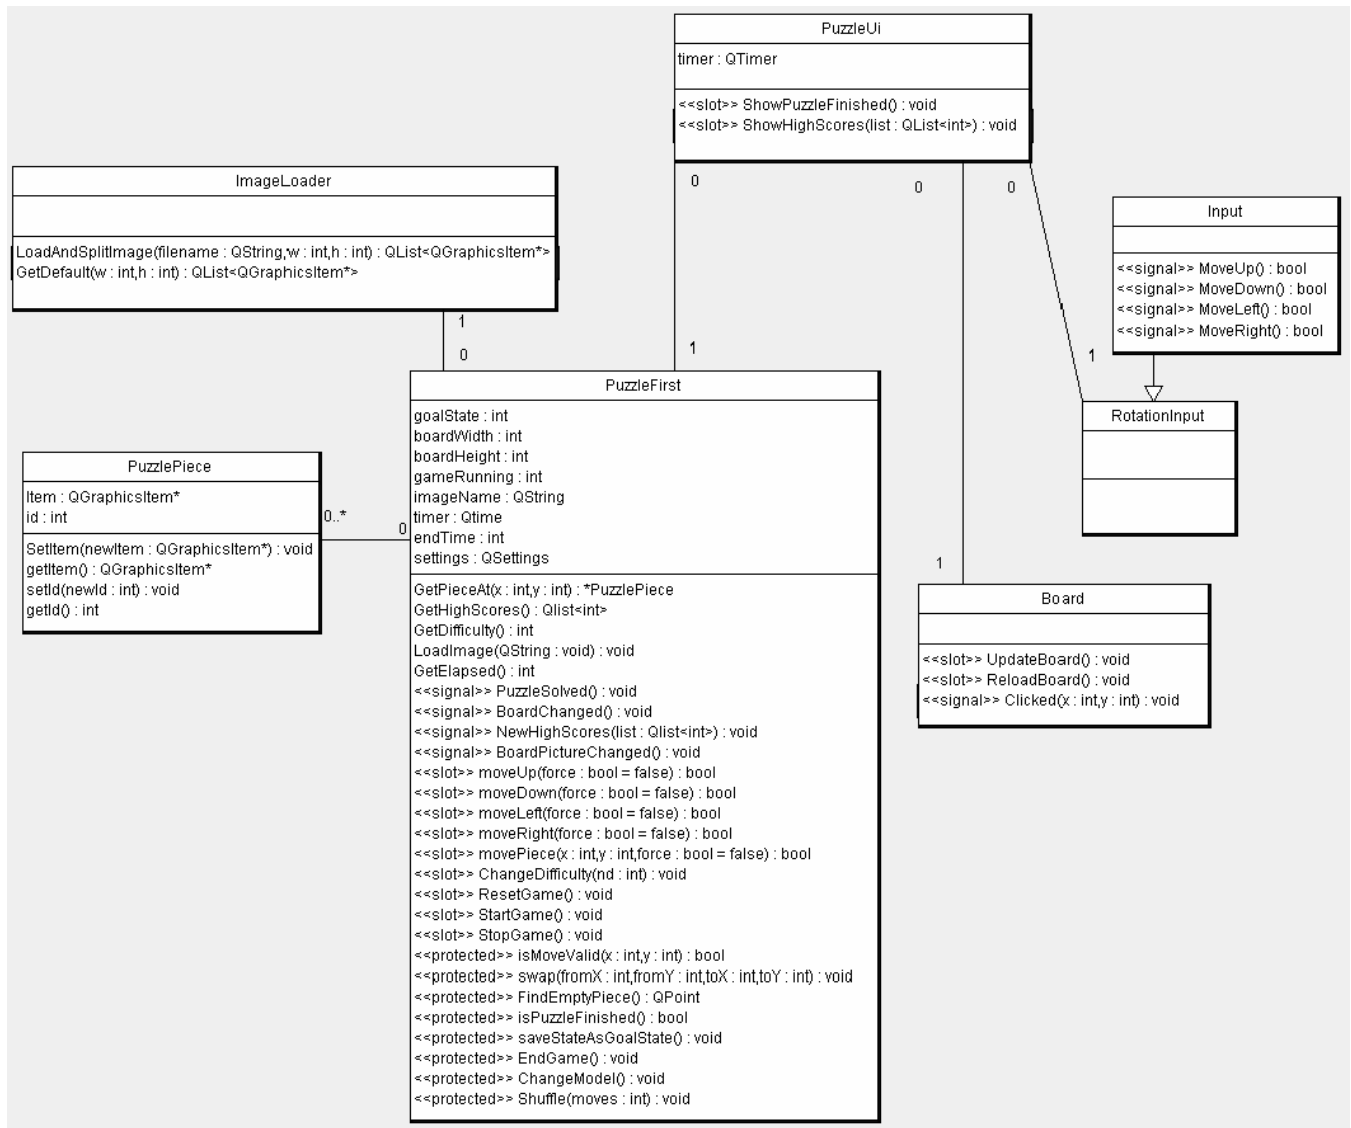 PuzzleUi
timer : QTimer
<<slot>> ShowPuzzleFinished() : void
<<slot>> ShowHighScores(list : QList<int>) : void
0
0
0
ImageLoader
LoadAndSplitImage(filename : QString,w : int,h : int) : QList<QGraphicsItem*>
GetDefault(w : int,h : int) : QList<QGraphicsItem*>
1
0
1
Input
<<signal>> MoveUp() : bool
<<signal>> MoveDown() : bool
<<signal>> MoveLeft() : bool
<<signal>> MoveRight() : bool
1
RotationInput
PuzzlePiece
Item : QGraphicsItem*
id : int
SetItem(newItem : QGraphicsItem*) : void
getItem() : QGraphicsItem*
setId(newId : int) : void
getId() : int
0..*
0
PuzzleFirst
goalState : int
boardWidth : int
boardHeight : int
gameRunning : int
imageName : QString
timer : Qtime
endTime : int
settings : QSettings
GetPieceAt(x : int,y : int) : *PuzzlePiece
GetHighScores() : Qlist<int>
GetDifficulty() : int
LoadImage(QString : void) : void
GetElapsed() : int
<<signal>> PuzzleSolved() : void
<<signal>> BoardChanged() : void
<<signal>> NewHighScores(list : Qlist<int>) : void
<<signal>> BoardPictureChanged() : void
<<slot>> moveUp(force : bool = false) : bool
<<slot>> moveDown(force : bool = false) : bool
<<slot>> moveLeft(force : bool = false) : bool
<<slot>> moveRight(force : bool = false) : bool
<<slot>> movePiece(x : int,y : int,force : bool = false) : bool
<<slot>> ChangeDifficulty(nd : int) : void
<<slot>> ResetGame() : void
<<slot>> StartGame() : void
<<slot>> StopGame() : void
<<protected>> isMoveValid(x : int,y : int) : bool
<<protected>> swap(fromX : int,fromY : int,toX : int,toY : int) : void
<<protected>> FindEmptyPiece() : QPoint
<<protected>> isPuzzleFinished() : bool
<<protected>> saveStateAsGoalState() : void
<<protected>> EndGame() : void
<<protected>> ChangeModel() : void
<<protected>> Shuffle(moves : int) : void
1
Board
<<slot>> UpdateBoard() : void
<<slot>> ReloadBoard() : void
<<signal>> Clicked(x : int,y : int) : void